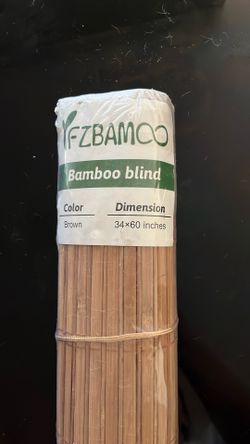 YFZBAMOO
Bamboo blind
Color Dimension
Brown 34×60 inches